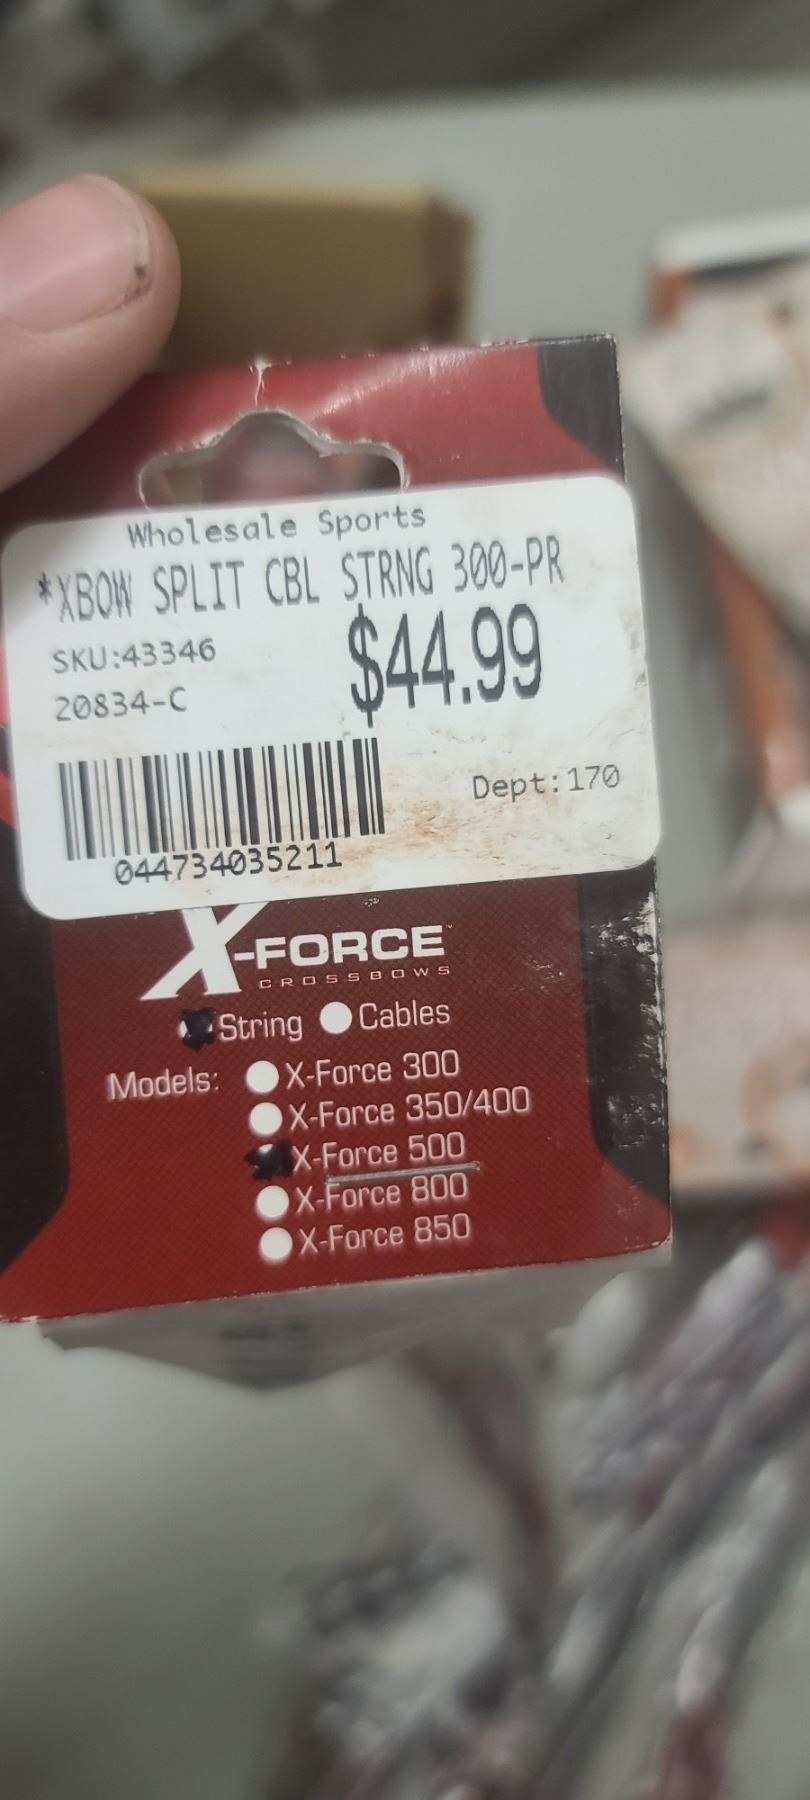 Wholesale Sports
*XBOW SPLIT CBL STRNG 300-PR
SKU:43346
$44.99
20834-C
Dept:170
044734035211
X-FORCE™
CROSSBOWS
String Cables
Models: X-Force 300
X-Force 350/400
X-Force 500
X-Force 800
X-Force 850